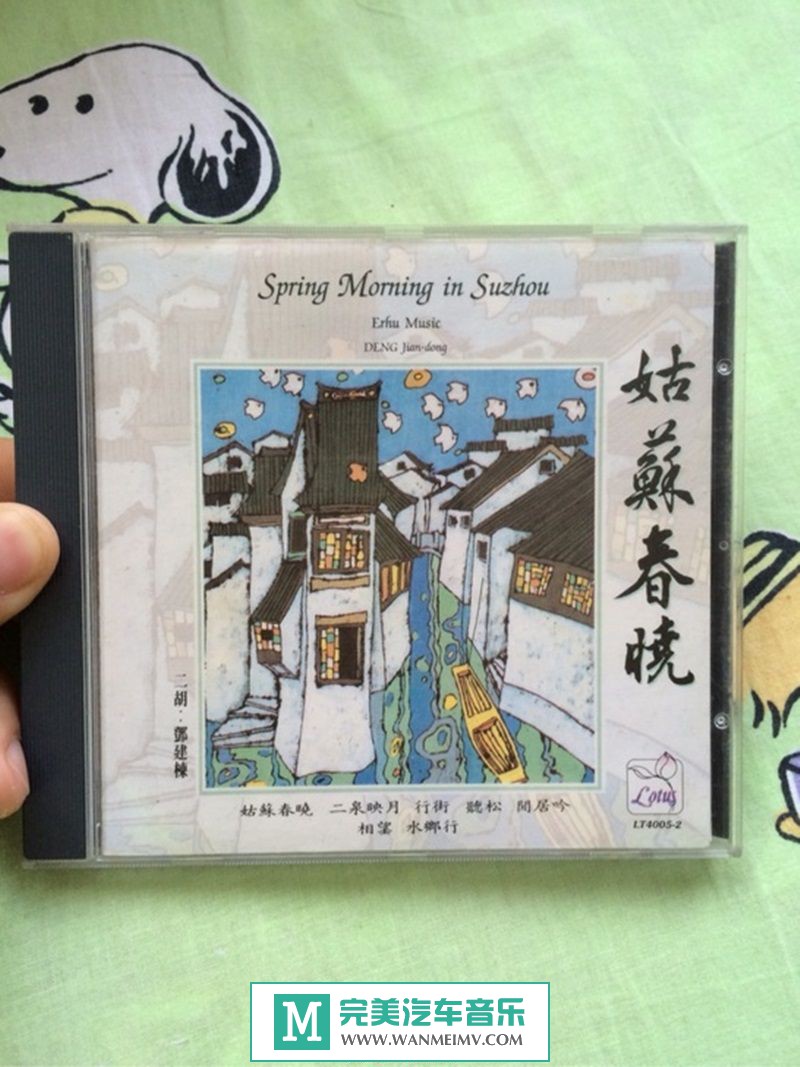 Spring Morning in Suzhou
Erhu Music
DENG Jian-dong
姑蘇春曉
二胡：鄧建棟
姑蘇春曉 二泉映月 行街 聽松 閒居吟
相望 水鄉行
Lotus
LT4005-2
M 完美汽车音乐
WWW.WANMEIMV.COM